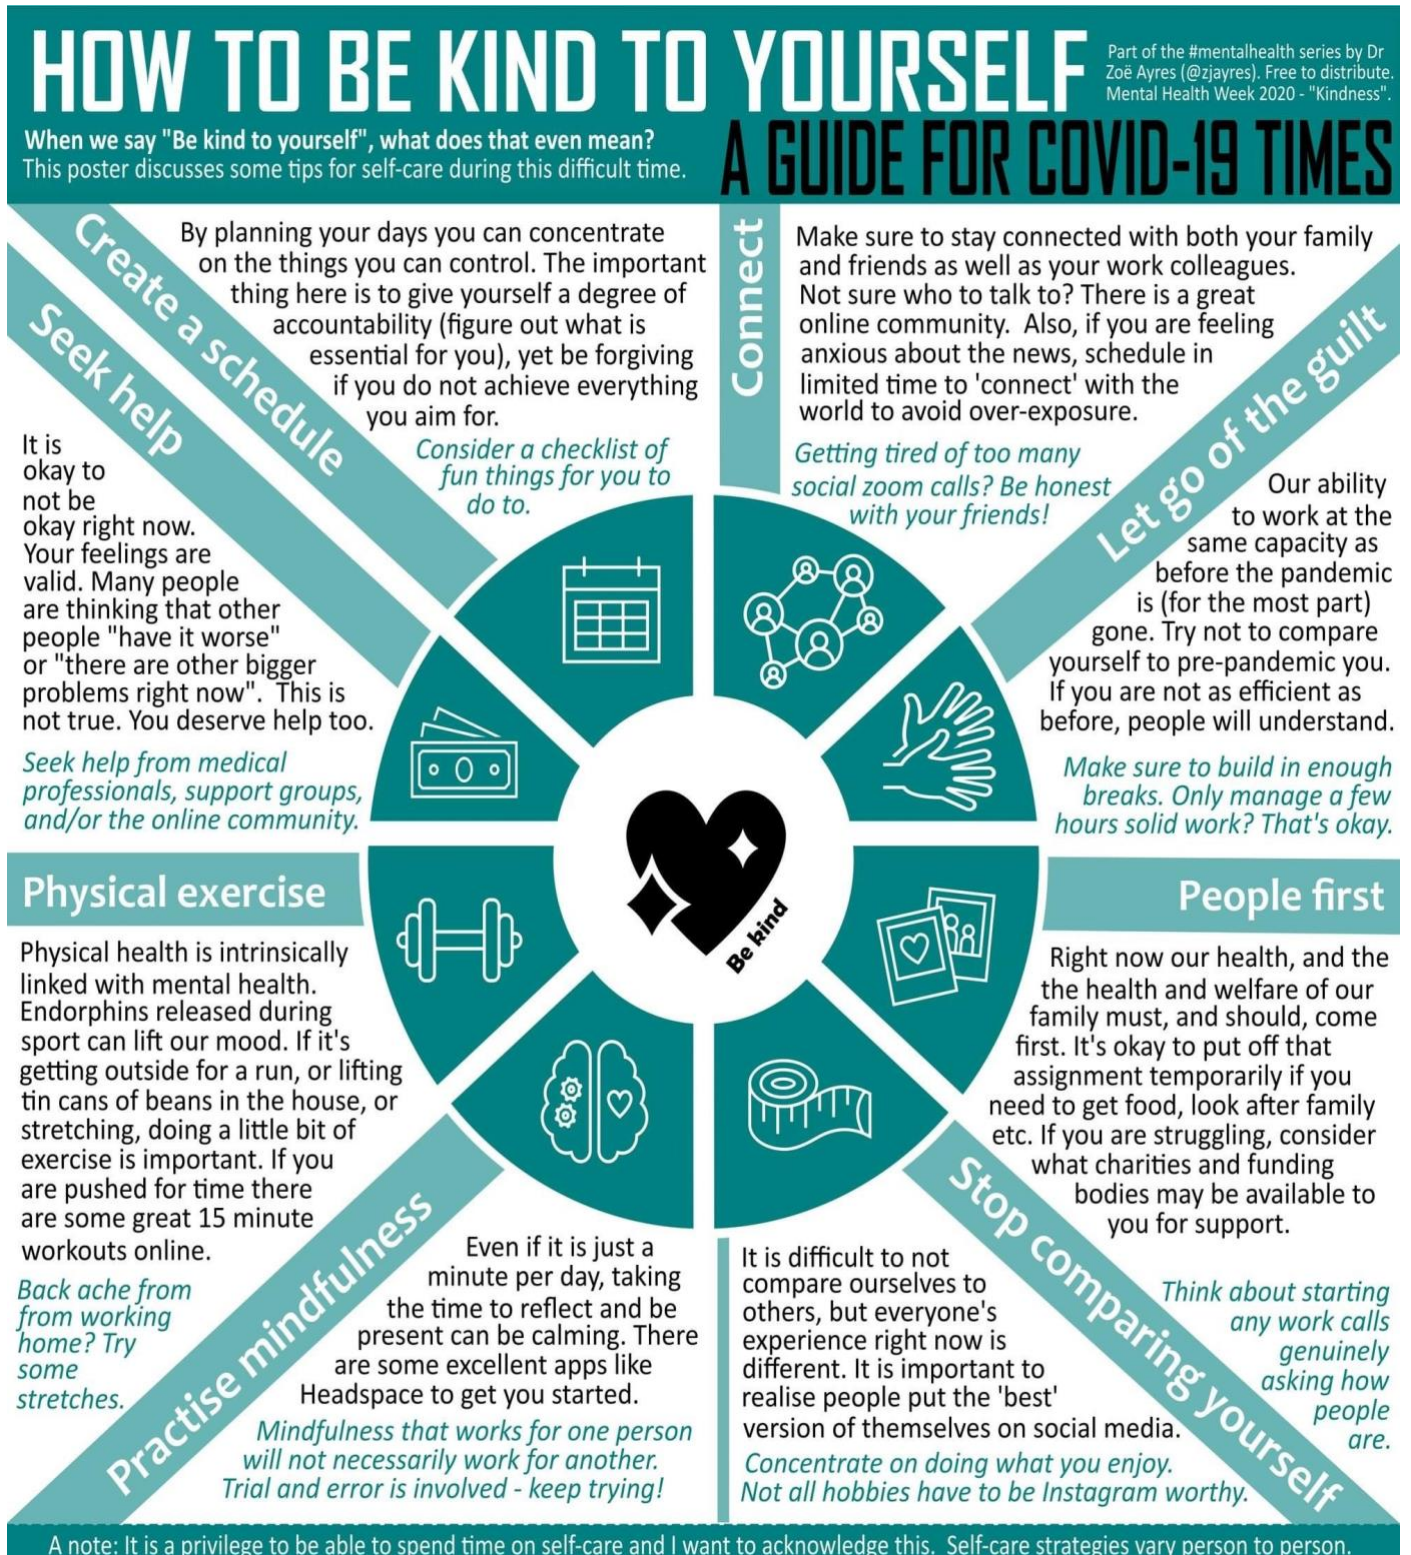 HOW TO BE KIND TO YOURSELF
Part of the #mentalhealth series by Dr
Zoë Ayres (@zjayres). Free to distribute.
Mental Health Week 2020 - "Kindness".
When we say "Be kind to yourself", what does that even mean?
This poster discusses some tips for self-care during this difficult time.
A GUIDE FOR COVID-19 TIMES
Create a schedule
By planning your days you can concentrate
on the things you can control. The important
thing here is to give yourself a degree of
accountability (figure out what is
essential for you), yet be forgiving
if you do not achieve everything
you aim for.
Consider a checklist of
fun things for you to
do to.
Connect
Make sure to stay connected with both your family
and friends as well as your work colleagues.
Not sure who to talk to? There is a great
online community. Also, if you are feeling
anxious about the news, schedule in
limited time to 'connect' with the
world to avoid over-exposure.
Getting tired of too many
social zoom calls? Be honest
with your friends!
Seek help
It is
okay to
not be
okay right now.
Your feelings are
valid. Many people
are thinking that other
people "have it worse"
or "there are other bigger
problems right now". This is
not true. You deserve help too.
Seek help from medical
professionals, support groups,
and/or the online community.
Let go of the guilt
Our ability
to work at the
same capacity as
before the pandemic
is (for the most part)
gone. Try not to compare
yourself to pre-pandemic you.
If you are not as efficient as
before, people will understand.
Make sure to build in enough
breaks. Only manage a few
hours solid work? That's okay.
Be kind
Physical exercise
Physical health is intrinsically
linked with mental health.
Endorphins released during
sport can lift our mood. If it's
getting outside for a run, or lifting
tin cans of beans in the house, or
stretching, doing a little bit of
exercise is important. If you
are pushed for time there
are some great 15 minute
workouts online.
Back ache from
from working
home? Try
some
stretches.
People first
Right now our health, and the
the health and welfare of our
family must, and should, come
first. It's okay to put off that
assignment temporarily if you
need to get food, look after family
etc. If you are struggling, consider
what charities and funding
bodies may be available to
you for support.
Think about starting
any work calls
genuinely
asking how
people
are.
Practise mindfulness
Even if it is just a
minute per day, taking
the time to reflect and be
present can be calming. There
are some excellent apps like
Headspace to get you started.
Mindfulness that works for one person
will not necessarily work for another.
Trial and error is involved - keep trying!
Stop comparing yourself
It is difficult to not
compare ourselves to
others, but everyone's
experience right now is
different. It is important to
realise people put the 'best'
version of themselves on social media.
Concentrate on doing what you enjoy.
Not all hobbies have to be Instagram worthy.
A note: It is a privilege to be able to spend time on self-care and I want to acknowledge this. Self-care strategies vary person to person.